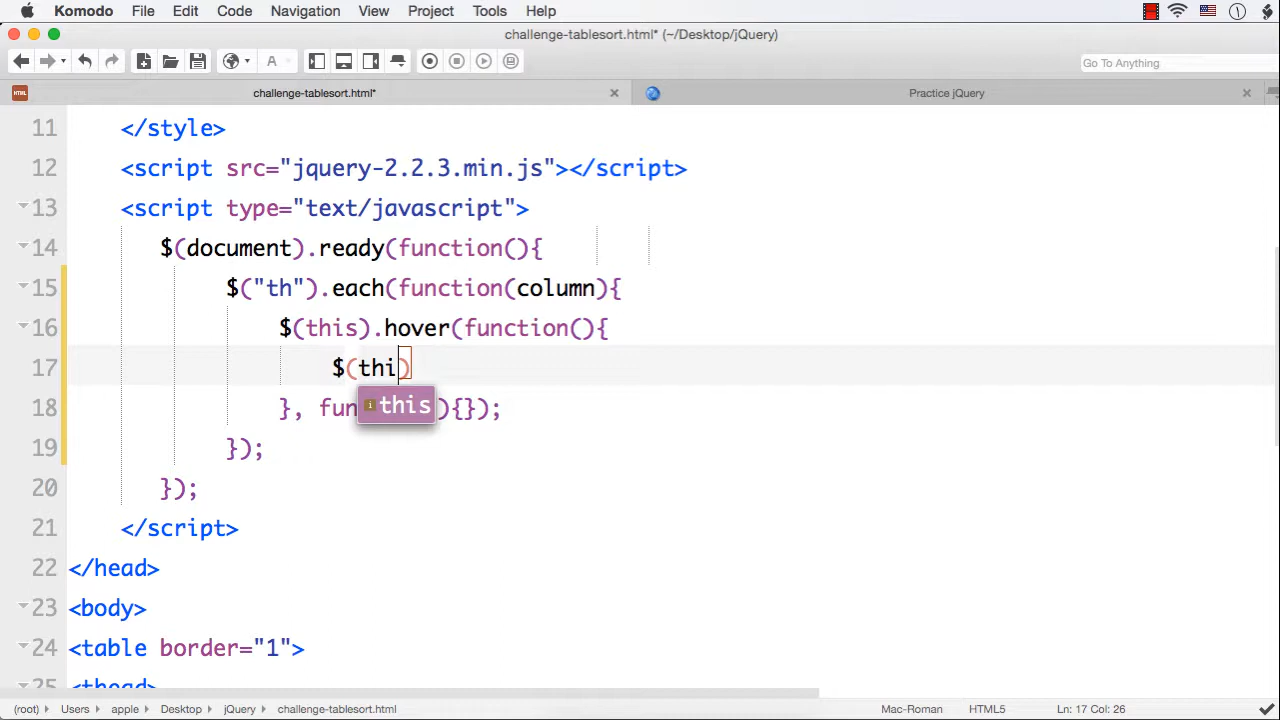 Komodo File Edit Code Navigation View Project Tools Help
challenge-tablesort.html* (~/Desktop/jQuery)
A Go To Anything
HTML challenge-tablesort.html* × Practice jQuery ×
11 </style>
12 <script src="jquery-2.2.3.min.js"></script>
13 <script type="text/javascript">
14 $(document).ready(function(){
15 $("th").each(function(column){
16 $(this).hover(function(){
17 $(thi)
this
18 }, fun ){});
19 });
20 });
21 </script>
22 </head>
23 <body>
24 <table border="1">
25 <thead>
(root) Users apple Desktop jQuery challenge-tablesort.html Mac-Roman HTML5 Ln: 17 Col: 26